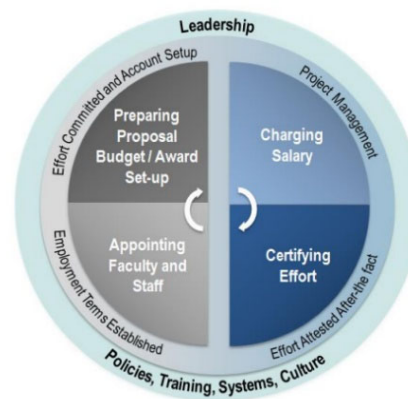 Leadership
Effort Committed and Account Setup
Project Management
Preparing
Proposal
Budget / Award
Set-up
Charging
Salary
Appointing
Faculty and
Staff
Certifying
Effort
Employment Terms Established
Effort Attested After-the fact
Policies, Training, Systems, Culture